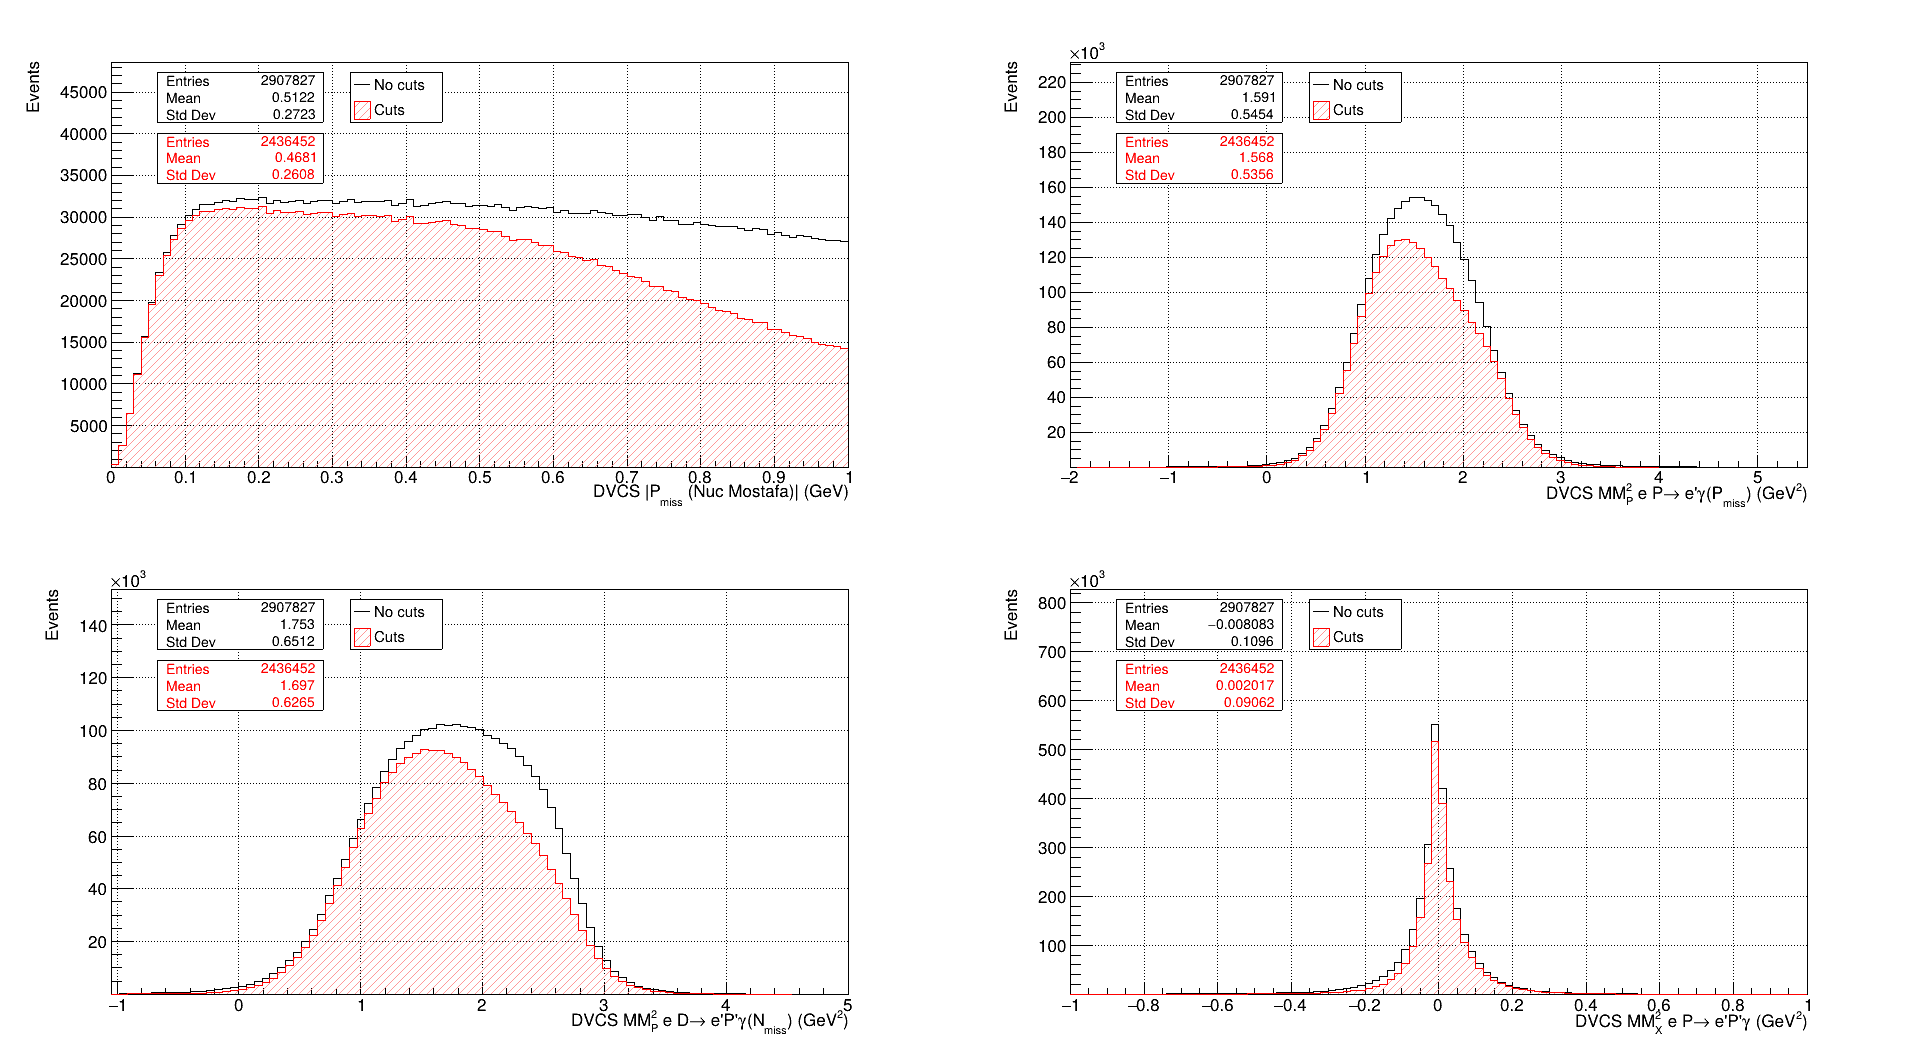 Events
45000
40000
35000
30000
25000
20000
15000
10000
5000
Entries 2907827
Mean 0.5122
Std Dev 0.2723
Entries 2436452
Mean 0.4681
Std Dev 0.2608
No cuts
Cuts
0 0.1 0.2 0.3 0.4 0.5 0.6 0.7 0.8 0.9 1
DVCS |P_miss (Nuc Mostafa)| (GeV)
×10³
Events
220
200
180
160
140
120
100
80
60
40
20
Entries 2907827
Mean 1.591
Std Dev 0.5454
Entries 2436452
Mean 1.568
Std Dev 0.5356
No cuts
Cuts
−2 −1 0 1 2 3 4 5
DVCS MM²_P e P→ e'γ(P_miss) (GeV²)
×10³
Events
140
120
100
80
60
40
20
Entries 2907827
Mean 1.753
Std Dev 0.6512
Entries 2436452
Mean 1.697
Std Dev 0.6265
No cuts
Cuts
−1 0 1 2 3 4 5
DVCS MM²_P e D→ e'P'γ(N_miss) (GeV²)
×10³
Events
800
700
600
500
400
300
200
100
Entries 2907827
Mean −0.008083
Std Dev 0.1096
Entries 2436452
Mean 0.002017
Std Dev 0.09062
No cuts
Cuts
−1 −0.8 −0.6 −0.4 −0.2 0 0.2 0.4 0.6 0.8 1
DVCS MM²_X e P→ e'P'γ (GeV²)